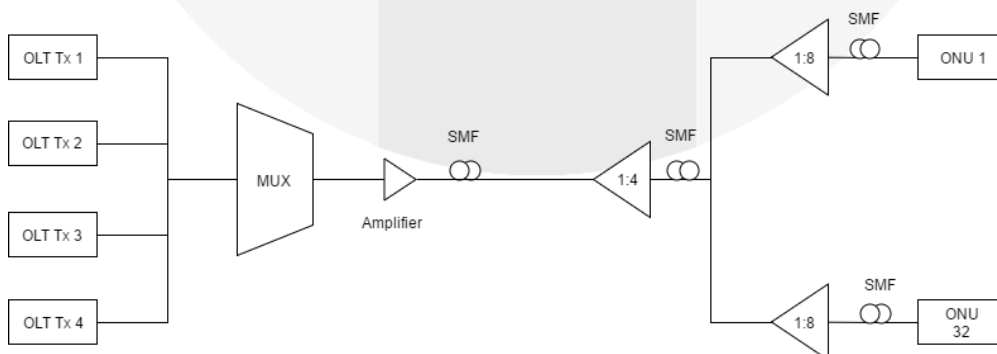 SMF
OLT Tx 1
1:8
ONU 1
OLT Tx 2
SMF
SMF
MUX
1:4
Amplifier
OLT Tx 3
SMF
OLT Tx 4
1:8
ONU
32